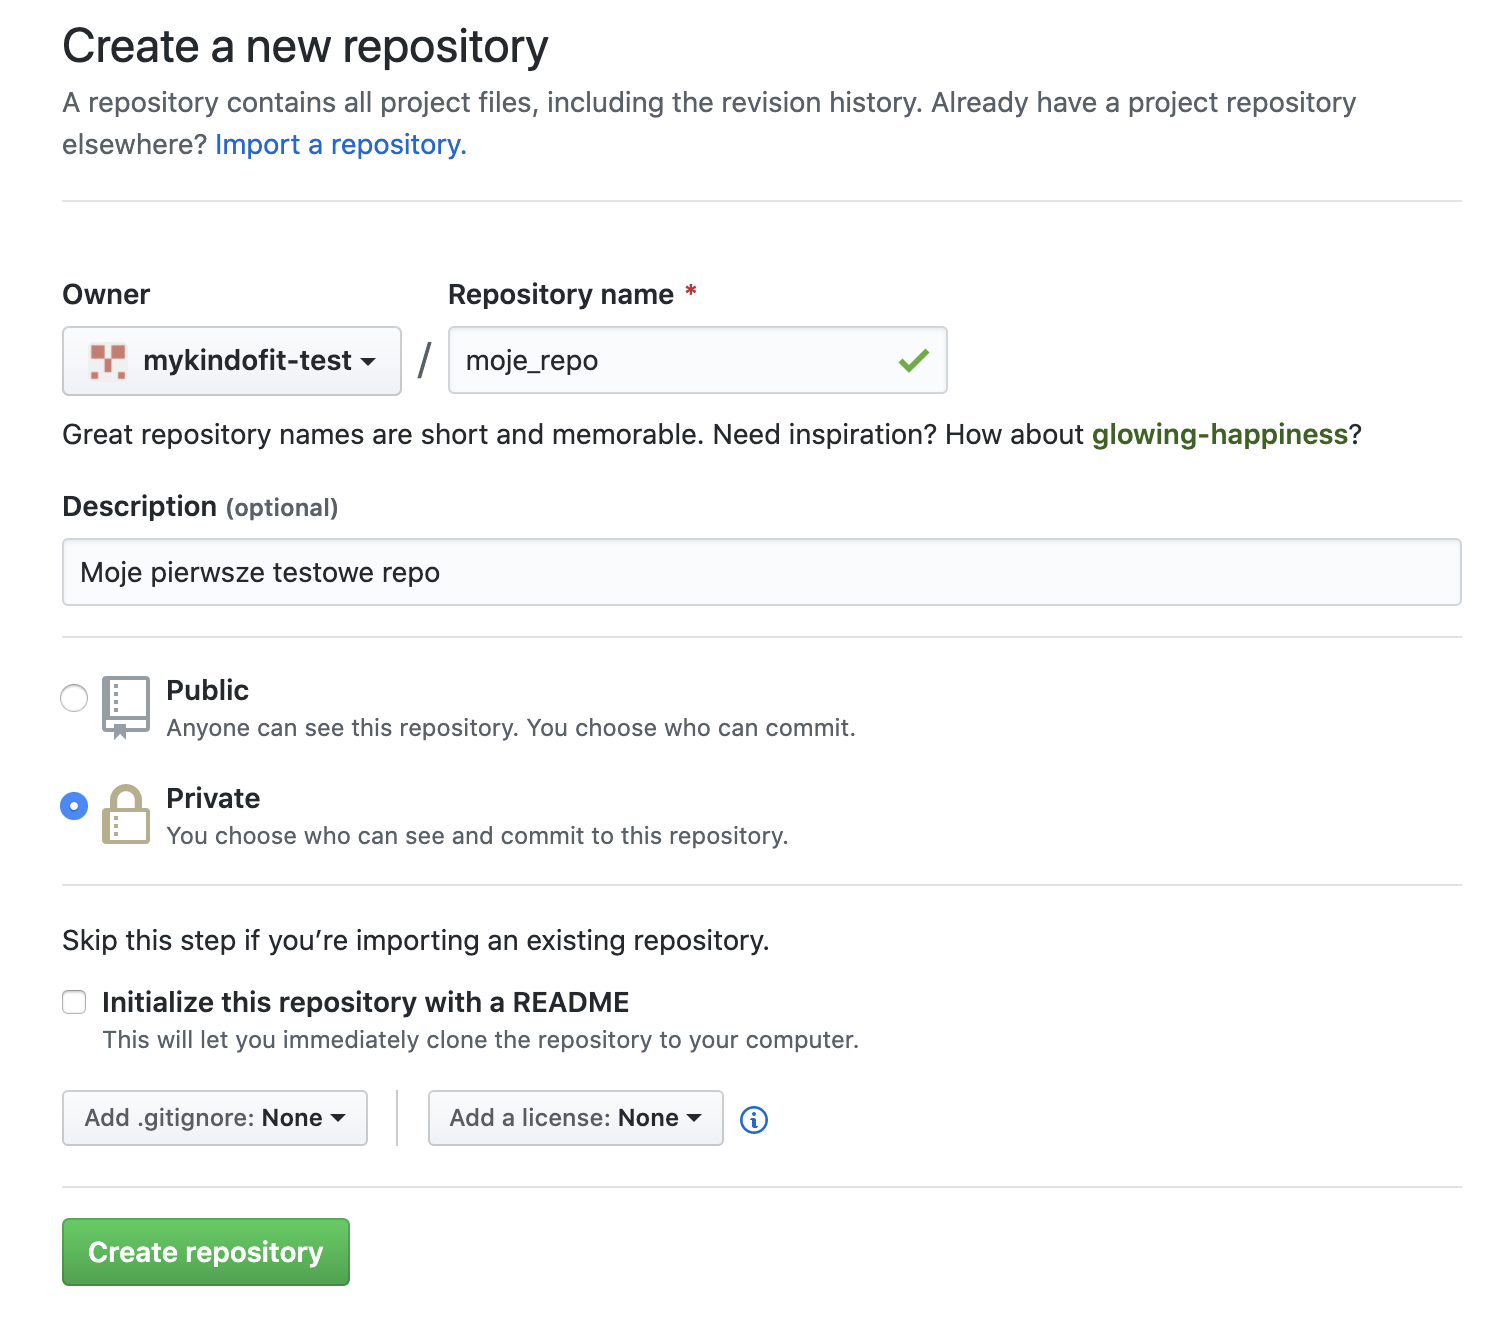 Create a new repository
A repository contains all project files, including the revision history. Already have a project repository
elsewhere? Import a repository.
Owner
Repository name *
mykindofit-test
/
moje_repo
Great repository names are short and memorable. Need inspiration? How about glowing-happiness?
Description (optional)
Moje pierwsze testowe repo
Public
Anyone can see this repository. You choose who can commit.
Private
You choose who can see and commit to this repository.
Skip this step if you’re importing an existing repository.
Initialize this repository with a README
This will let you immediately clone the repository to your computer.
Add .gitignore: None
Add a license: None
Create repository